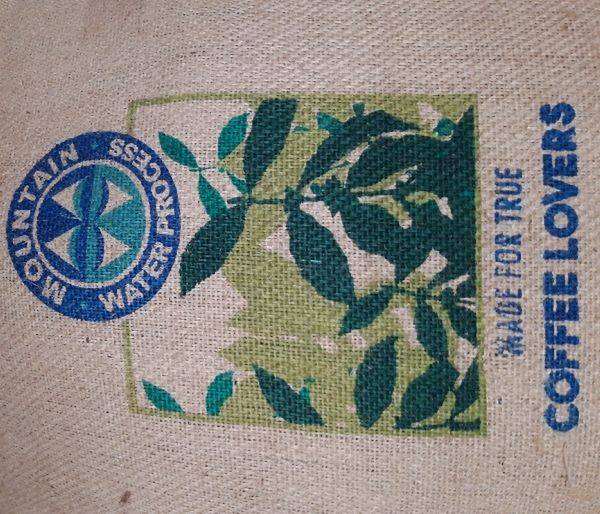 MOUNTAIN
WATER PROCESS
MADE FOR TRUE
COFFEE LOVERS